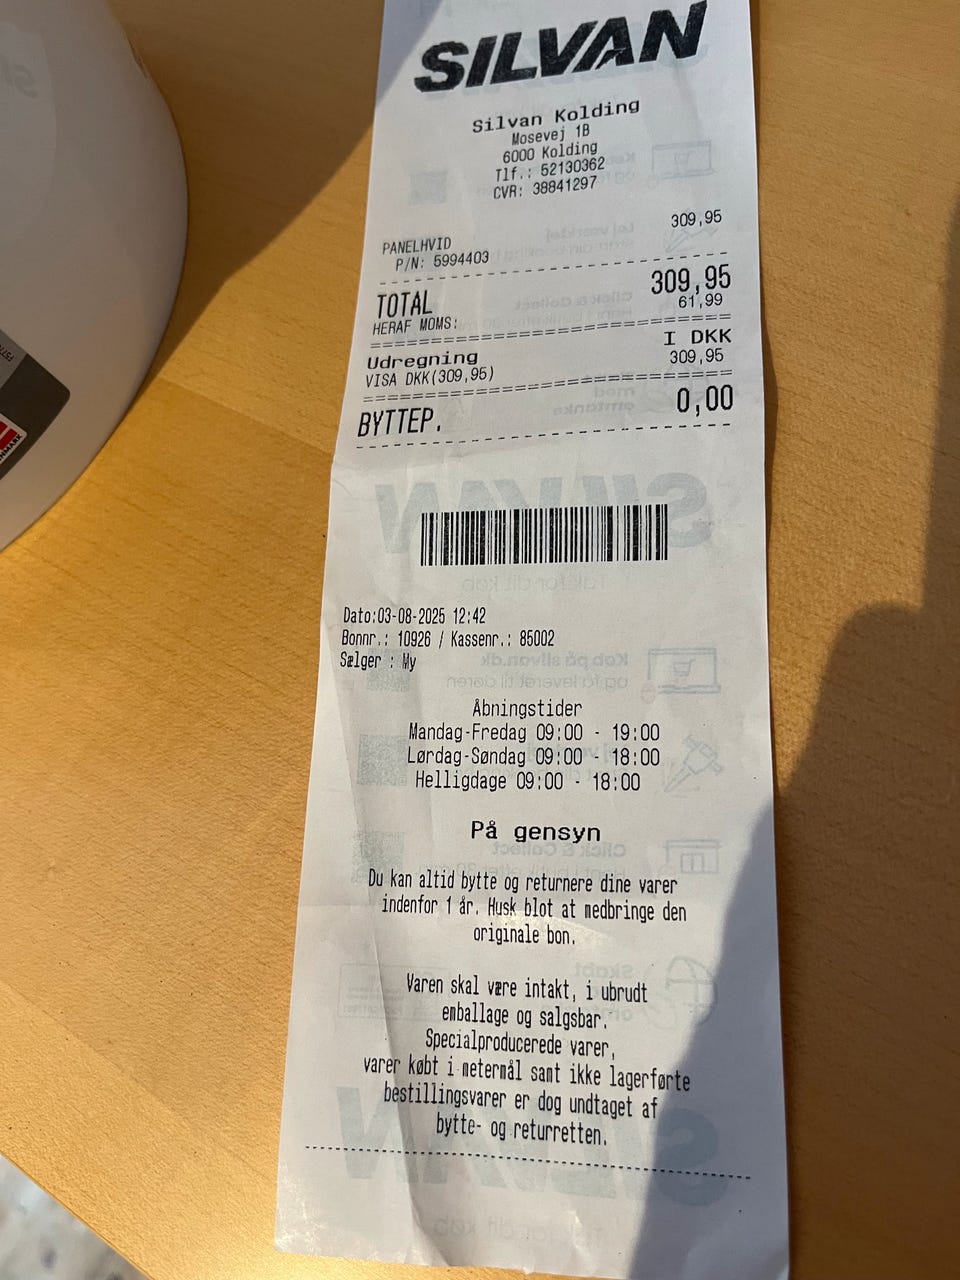 SILVAN
Silvan Kolding
Mosevej 1B
6000 Kolding
Tlf.: 52130362
CVR: 38841297
309,95
PANELHVID
P/N: 5994403
TOTAL 309,95
HERAF MOMS: 61,99
Udregning I DKK
VISA DKK(309,95) 309,95
BYTTEP. 0,00
Dato:03-08-2025 12:42
Bonnr.: 10926 / Kassenr.: 85002
Sælger : My
Åbningstider
Mandag-Fredag 09:00 - 19:00
Lørdag-Søndag 09:00 - 18:00
Helligdage 09:00 - 18:00
På gensyn
Du kan altid bytte og returnere dine varer
indenfor 1 år. Husk blot at medbringe den
originale bon.
Varen skal være intakt, i ubrudt
emballage og salgsbar.
Specialproducerede varer,
varer købt i metermål samt ikke lagerførte
bestillingsvarer er dog undtaget af
bytte- og returretten.